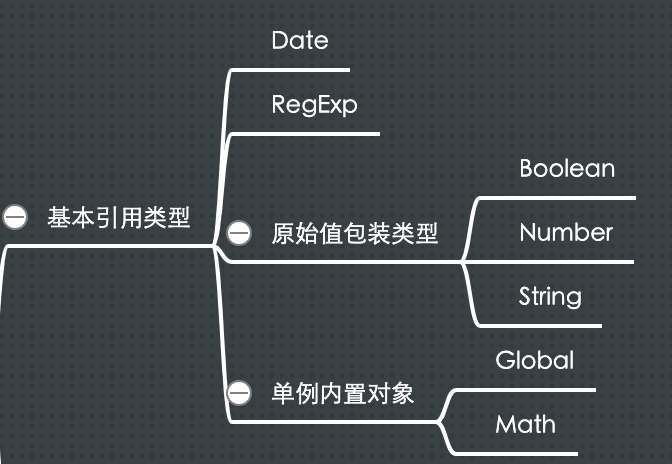 Date
RegExp
Boolean
基本引用类型
原始值包装类型
Number
String
Global
单例内置对象
Math